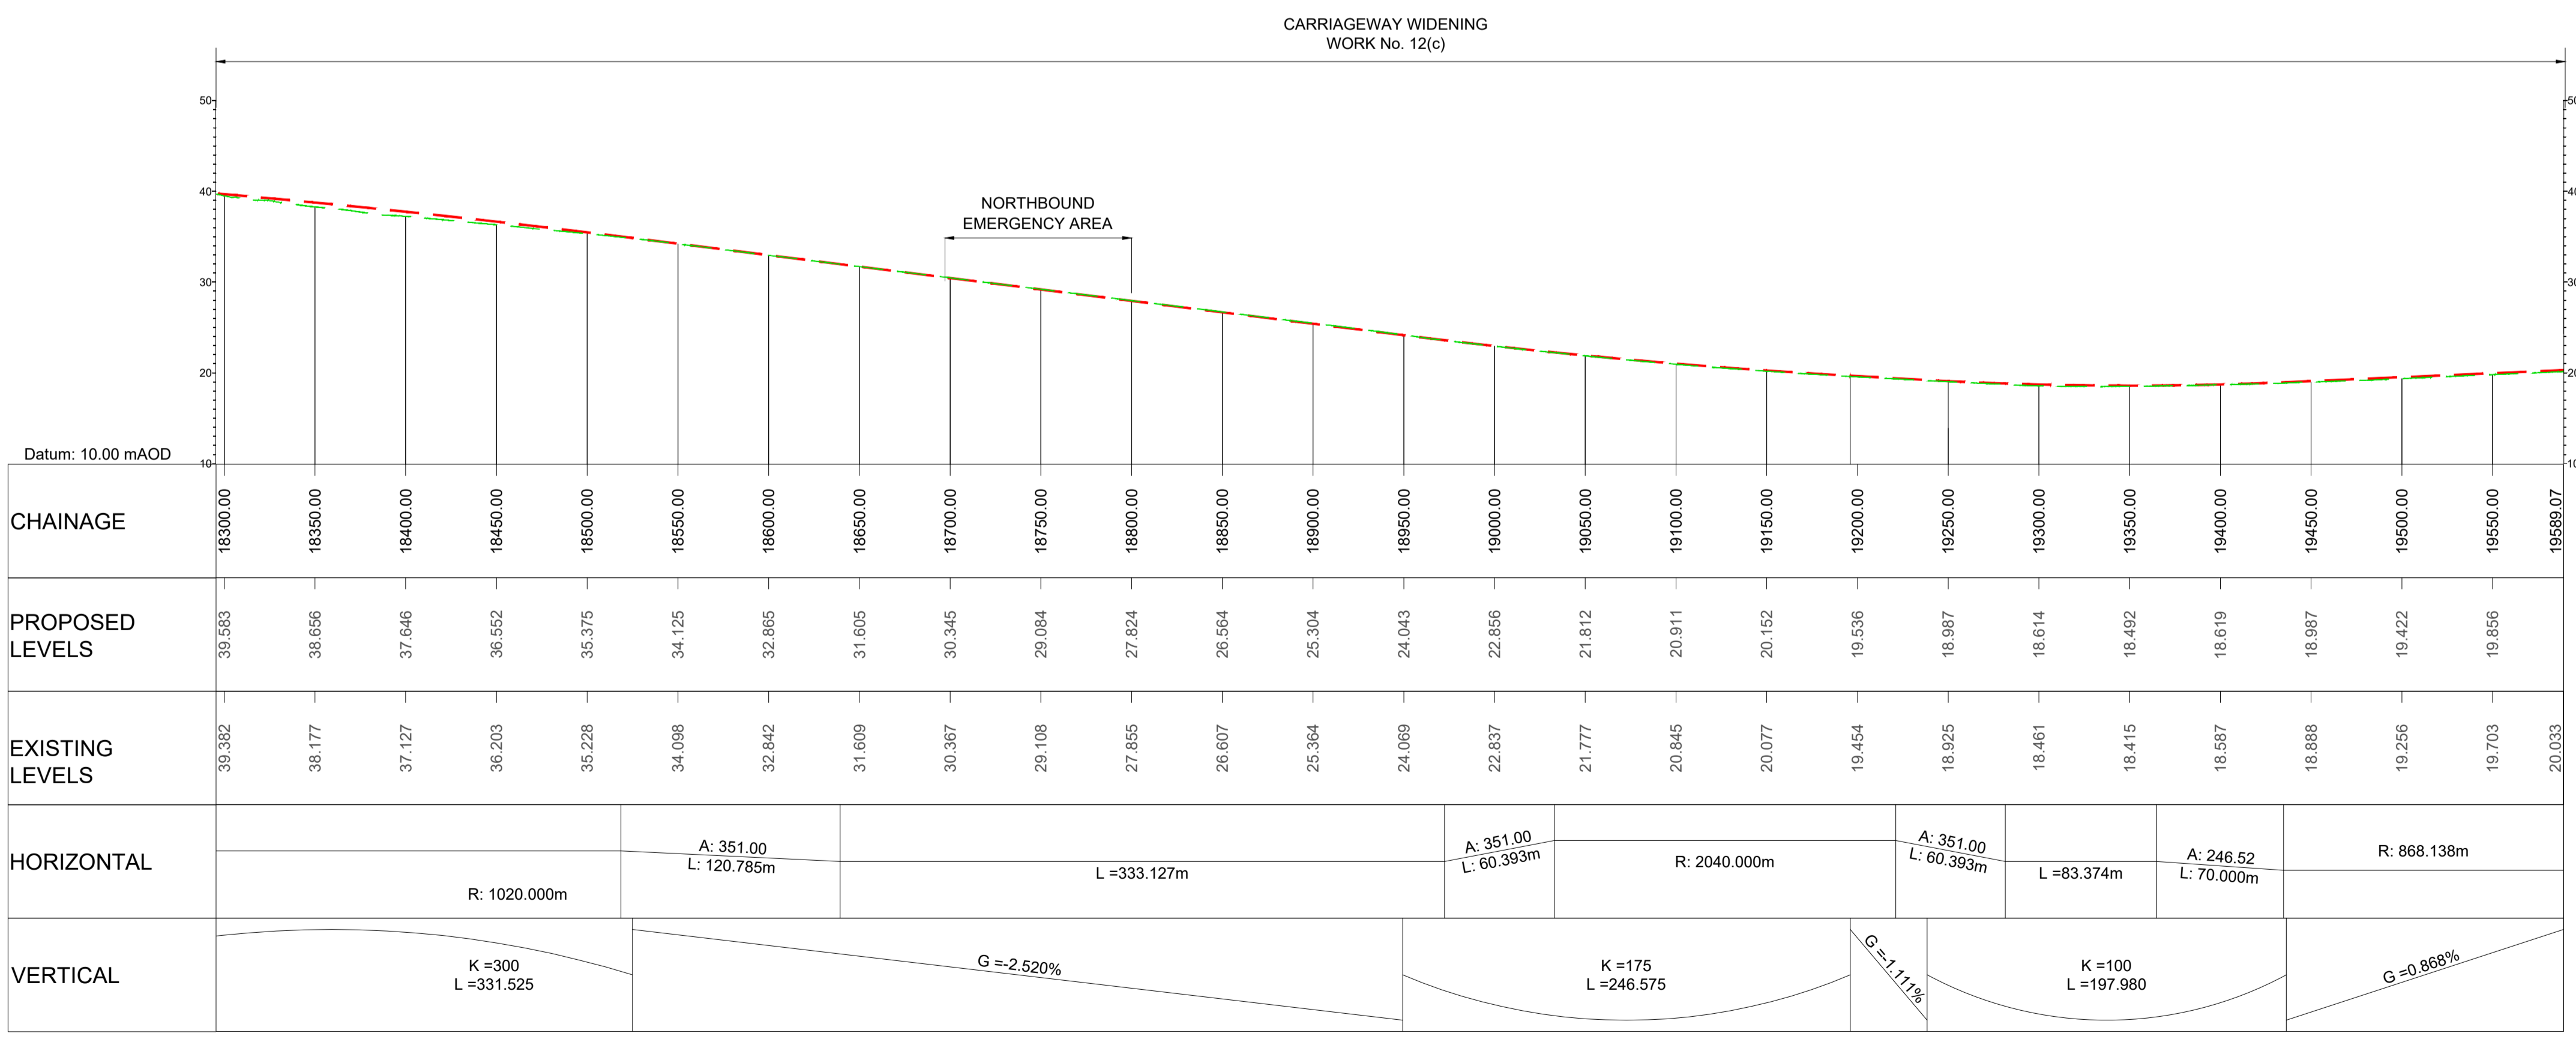 CARRIAGEWAY WIDENING
WORK No. 12(c)
50
40
30
20
10
50
40
30
20
10
NORTHBOUND
EMERGENCY AREA
Datum: 10.00 mAOD
CHAINAGE
18300.00
18350.00
18400.00
18450.00
18500.00
18550.00
18600.00
18650.00
18700.00
18750.00
18800.00
18850.00
18900.00
18950.00
19000.00
19050.00
19100.00
19150.00
19200.00
19250.00
19300.00
19350.00
19400.00
19450.00
19500.00
19550.00
19589.07
PROPOSED
LEVELS
39.583
38.656
37.646
36.552
35.375
34.125
32.865
31.605
30.345
29.084
27.824
26.564
25.304
24.043
22.856
21.812
20.911
20.152
19.536
18.987
18.614
18.492
18.619
18.987
19.422
19.856
EXISTING
LEVELS
39.382
38.177
37.127
36.203
35.228
34.098
32.842
31.609
30.367
29.108
27.855
26.607
25.364
24.069
22.837
21.777
20.845
20.077
19.454
18.925
18.461
18.415
18.587
18.888
19.256
19.703
20.033
HORIZONTAL
R: 1020.000m
A: 351.00
L: 120.785m
L =333.127m
A: 351.00
L: 60.393m
R: 2040.000m
A: 351.00
L: 60.393m
L =83.374m
A: 246.52
L: 70.000m
R: 868.138m
VERTICAL
K =300
L =331.525
G =-2.520%
K =175
L =246.575
G =-1.111%
K =100
L =197.980
G =0.868%